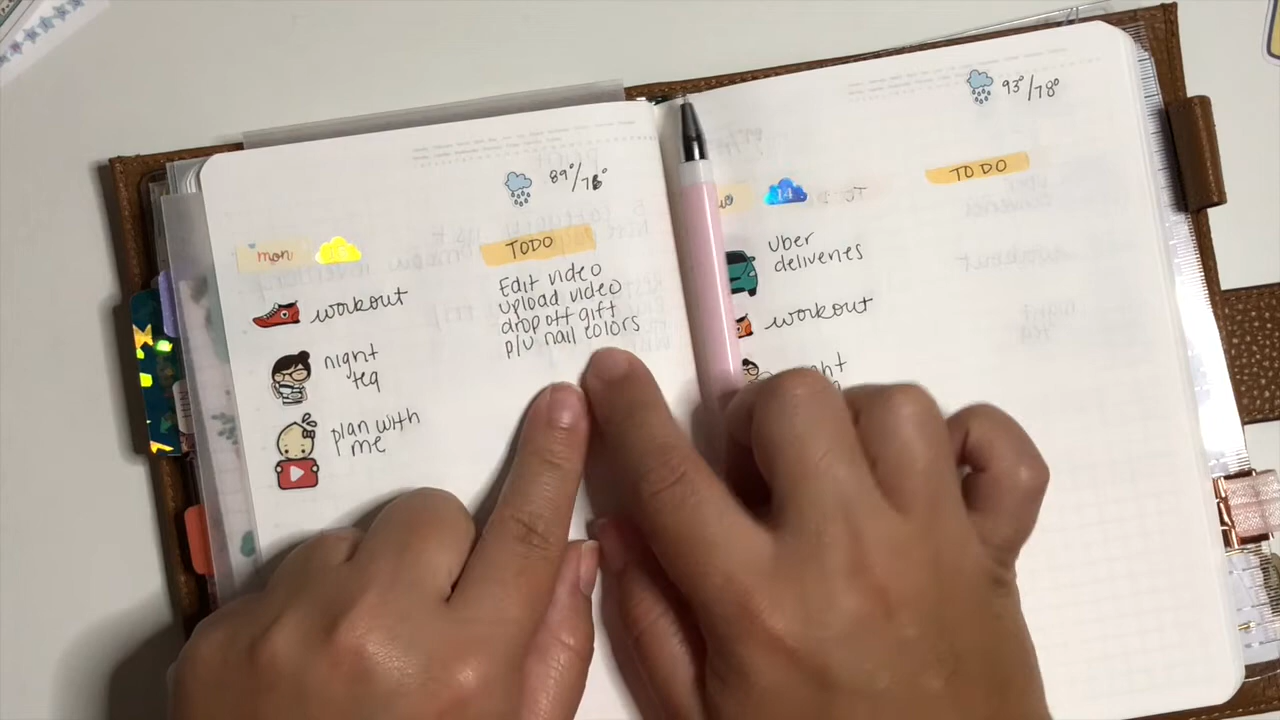 89°/76°
mon
TODO
Edit video
upload video
drop off gift
p/u nail colors
workout
night
tea
plan with
me
93°/78°
14
TODO
Uber
deliveries
workout